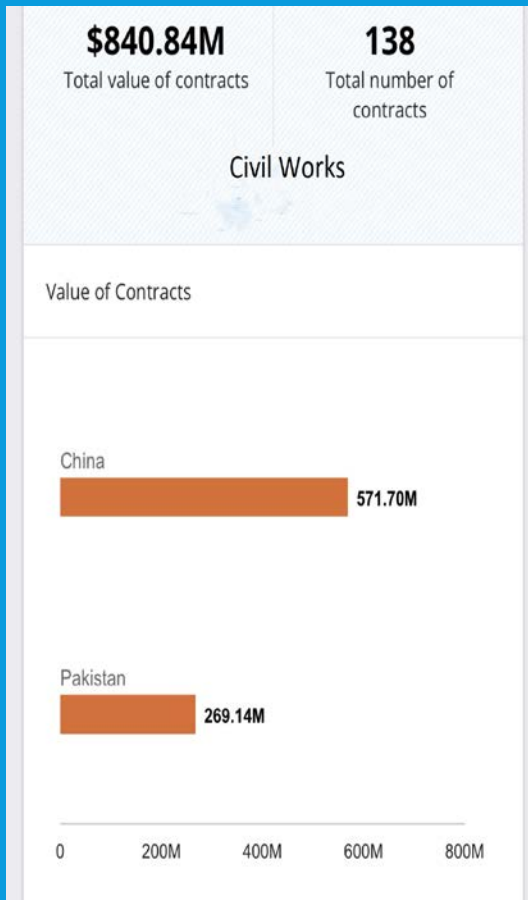 $840.84M
Total value of contracts
138
Total number of
contracts
Civil Works
Value of Contracts
China
571.70M
Pakistan
269.14M
0 200M 400M 600M 800M